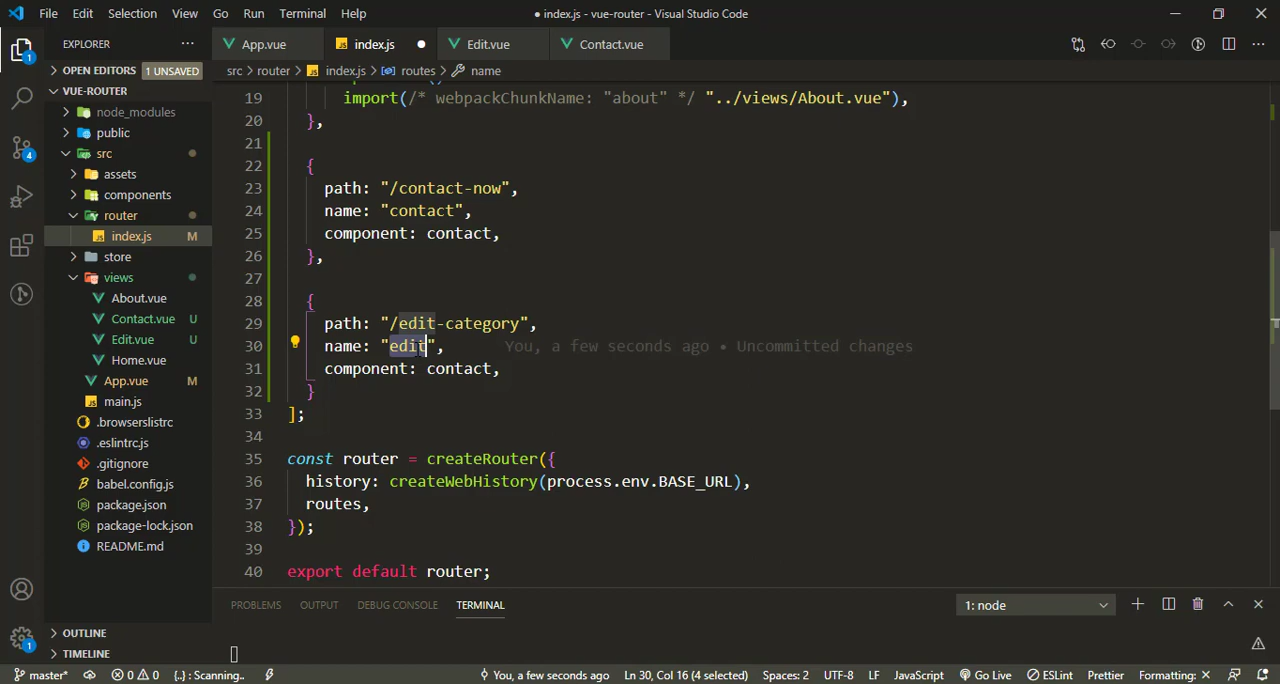 File Edit Selection View Go Run Terminal Help
● index.js - vue-router - Visual Studio Code
EXPLORER
App.vue index.js Edit.vue Contact.vue
OPEN EDITORS 1 UNSAVED
src > router > index.js > routes > name
VUE-ROUTER
node_modules
public
src
assets
components
router
index.js M
store
views
About.vue
Contact.vue U
Edit.vue U
Home.vue
App.vue M
main.js
.browserslistrc
.eslintrc.js
.gitignore
babel.config.js
package.json
package-lock.json
README.md
OUTLINE
TIMELINE
19 import(/* webpackChunkName: "about" */ "../views/About.vue"),
20 },
21
22 {
23 path: "/contact-now",
24 name: "contact",
25 component: contact,
26 },
27
28 {
29 path: "/edit-category",
30 name: "edit", You, a few seconds ago • Uncommitted changes
31 component: contact,
32 }
33 ];
34
35 const router = createRouter({
36 history: createWebHistory(process.env.BASE_URL),
37 routes,
38 });
39
40 export default router;
PROBLEMS OUTPUT DEBUG CONSOLE TERMINAL 1: node
master* 0 0 {..} : Scanning.. You, a few seconds ago Ln 30, Col 16 (4 selected) Spaces: 2 UTF-8 LF JavaScript Go Live ESLint Prettier Formatting: ×
1
4
1